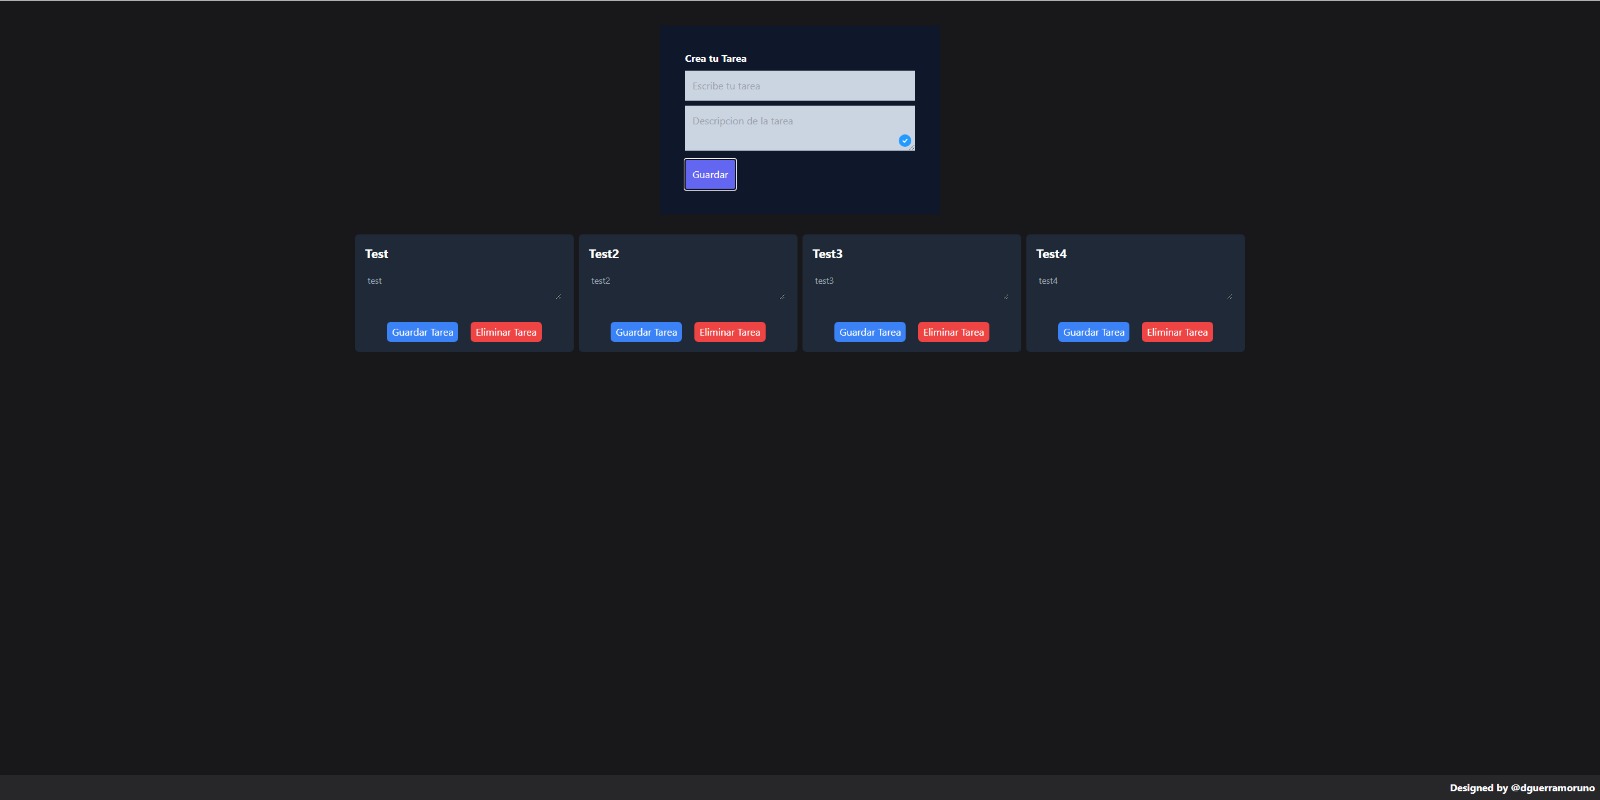 Crea tu Tarea
Escribe tu tarea
Descripcion de la tarea
Guardar
Test Test2 Test3 Test4
test test2 test3 test4
Guardar Tarea Eliminar Tarea Guardar Tarea Eliminar Tarea Guardar Tarea Eliminar Tarea Guardar Tarea Eliminar Tarea
Designed by @dguerramoruno